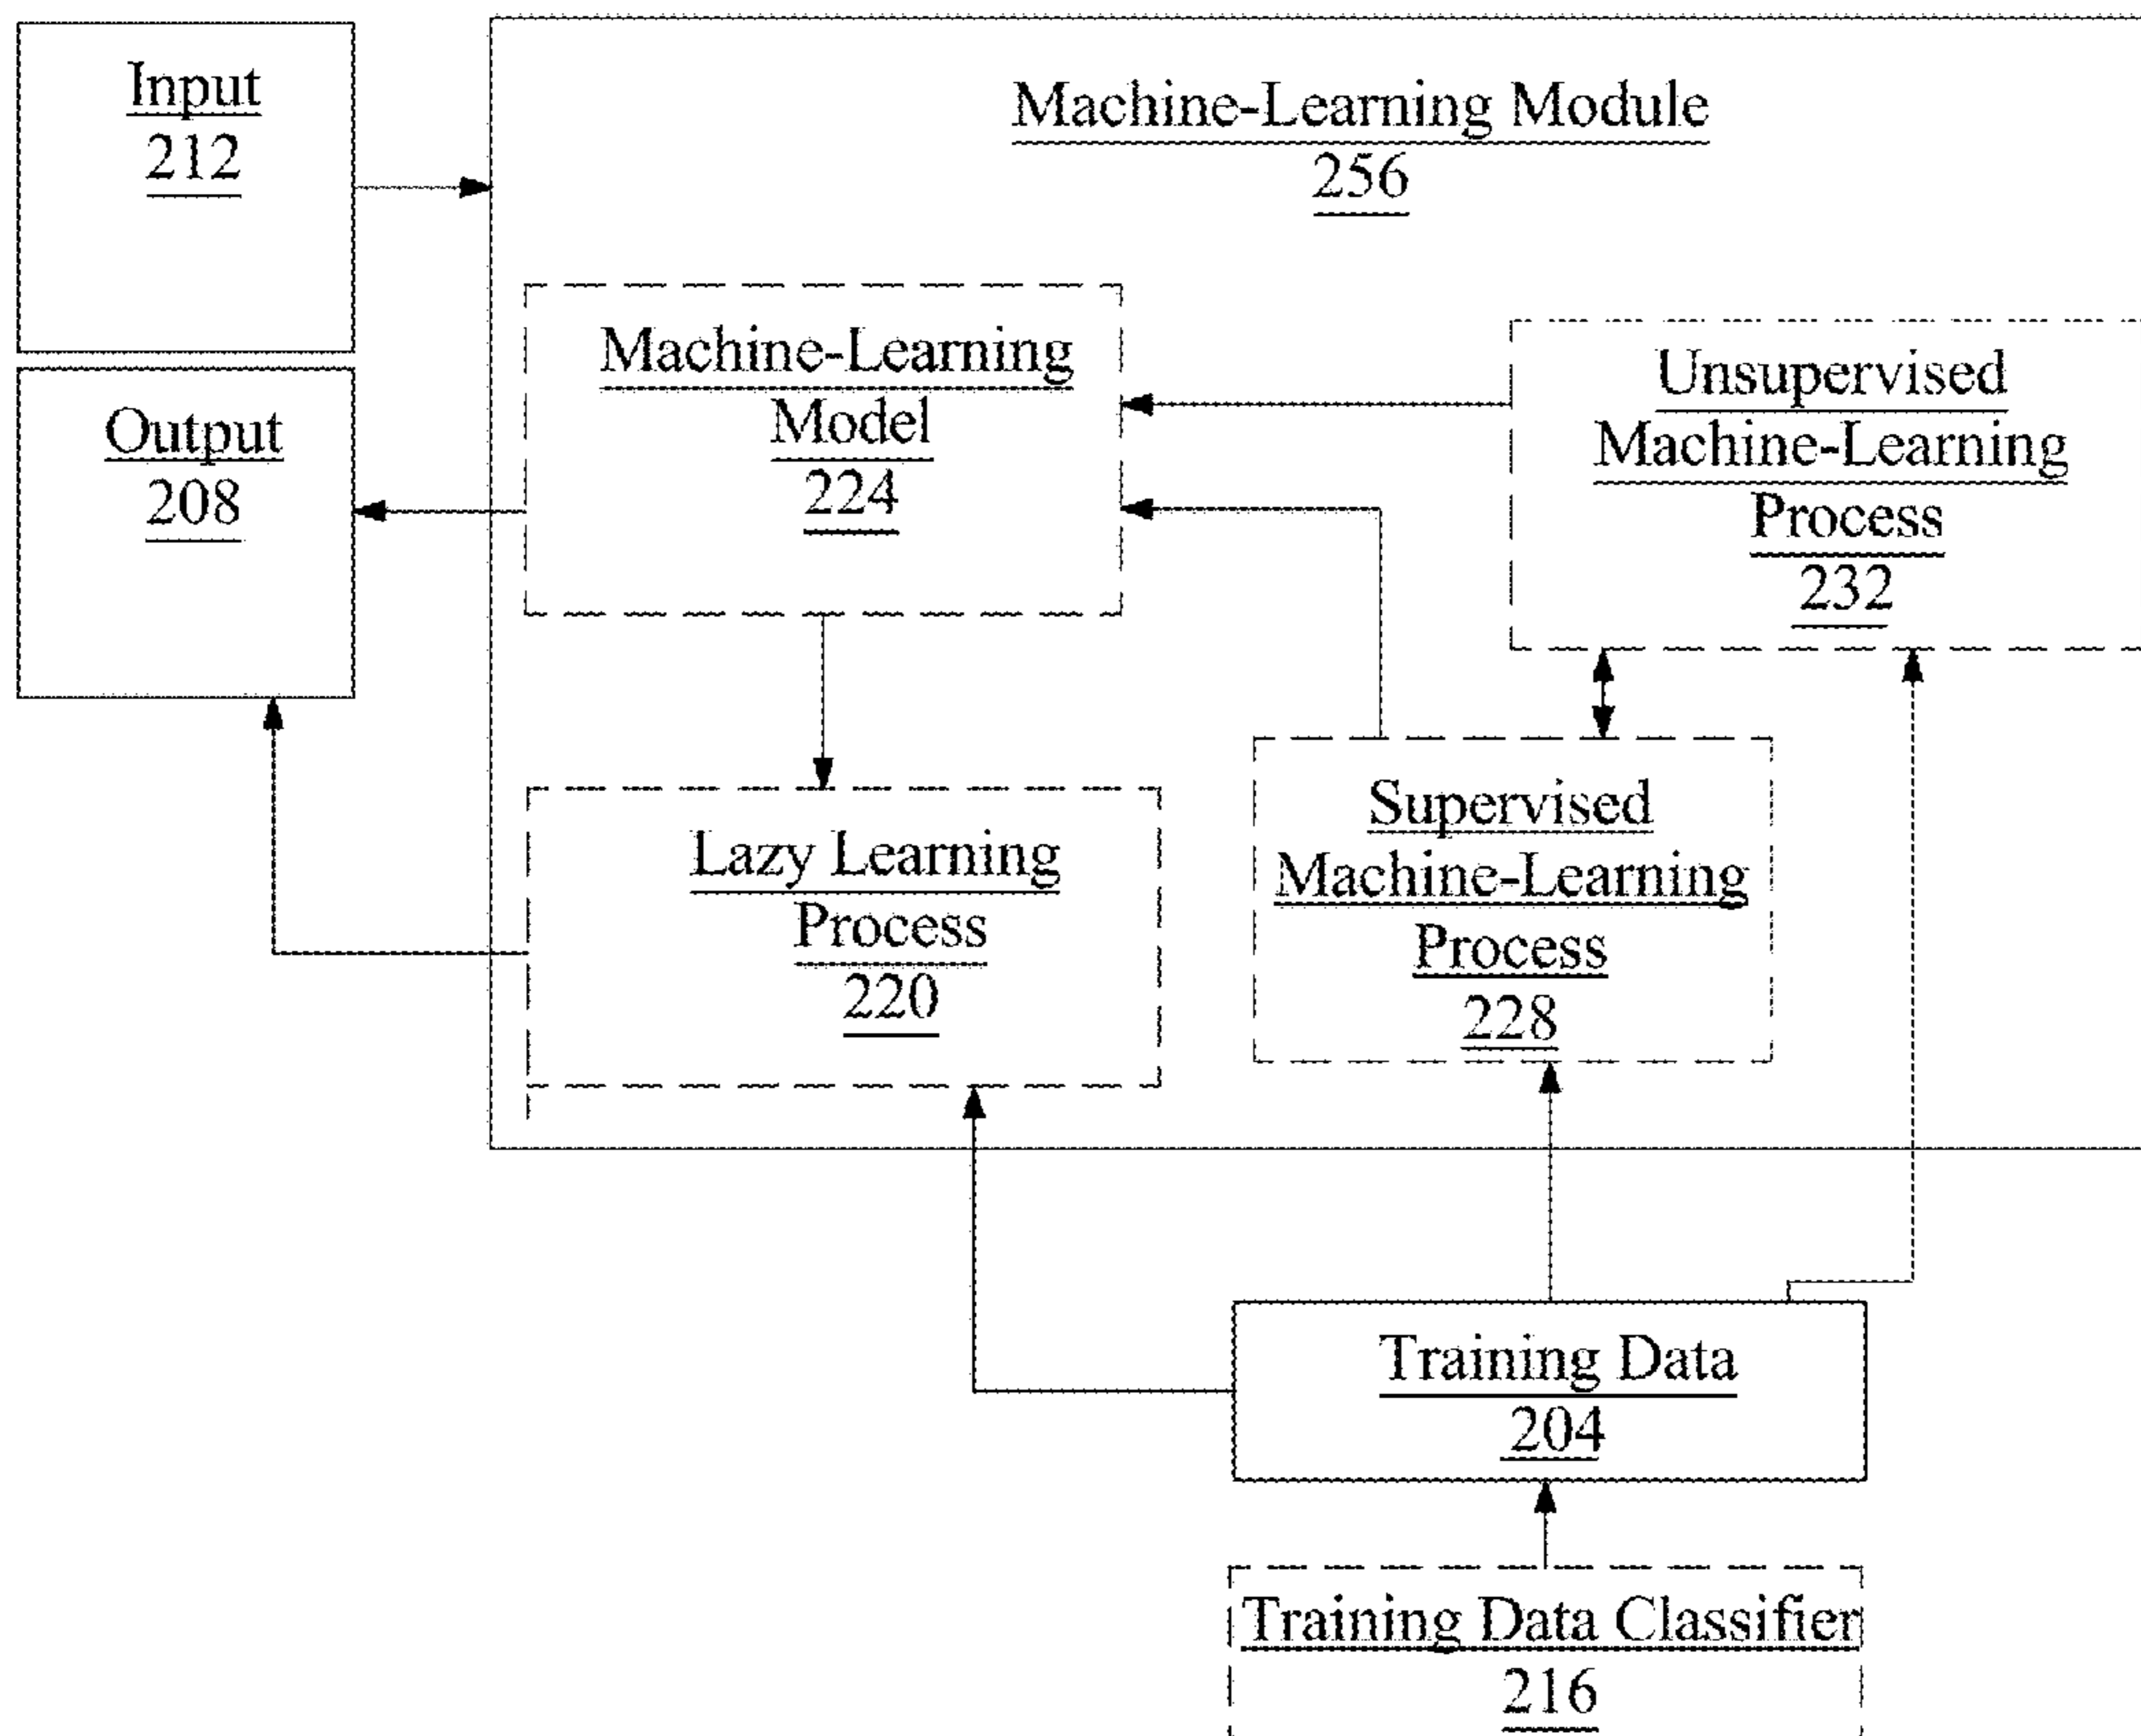 Input
212
Machine-Learning Module
256
Output
208
Machine-Learning
Model
224
Unsupervised
Machine-Learning
Process
232
Lazy Learning
Process
220
Supervised
Machine-Learning
Process
228
Training Data
204
Training Data Classifier
216